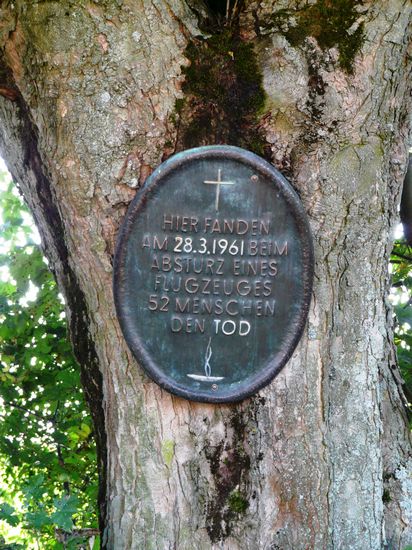 HIER FANDEN
AM 28.3.1961 BEIM
ABSTURZ EINES
FLUGZEUGES
52 MENSCHEN
DEN TOD